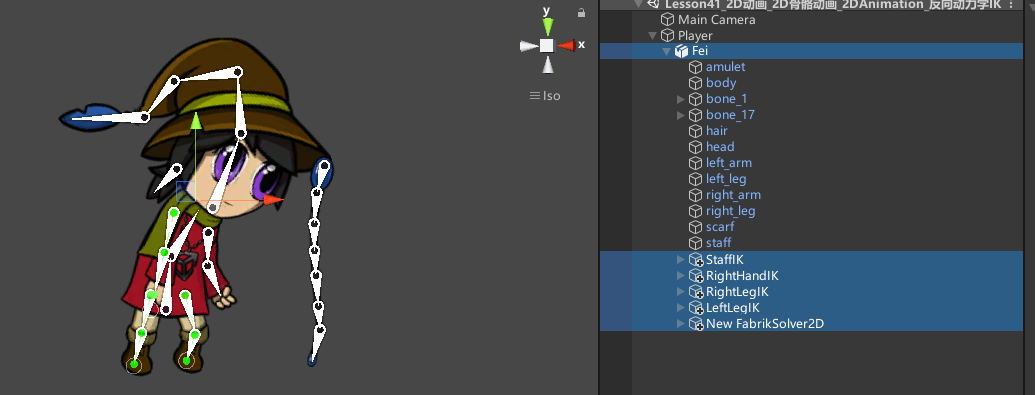 Lesson41_2D动画_2D骨骼动画_2DAnimation_反向动力学IK
Main Camera
Player
Fei
amulet
body
bone_1
bone_17
hair
head
left_arm
left_leg
right_arm
right_leg
scarf
staff
StaffIK
RightHandIK
RightLegIK
LeftLegIK
New FabrikSolver2D
y
x
Iso